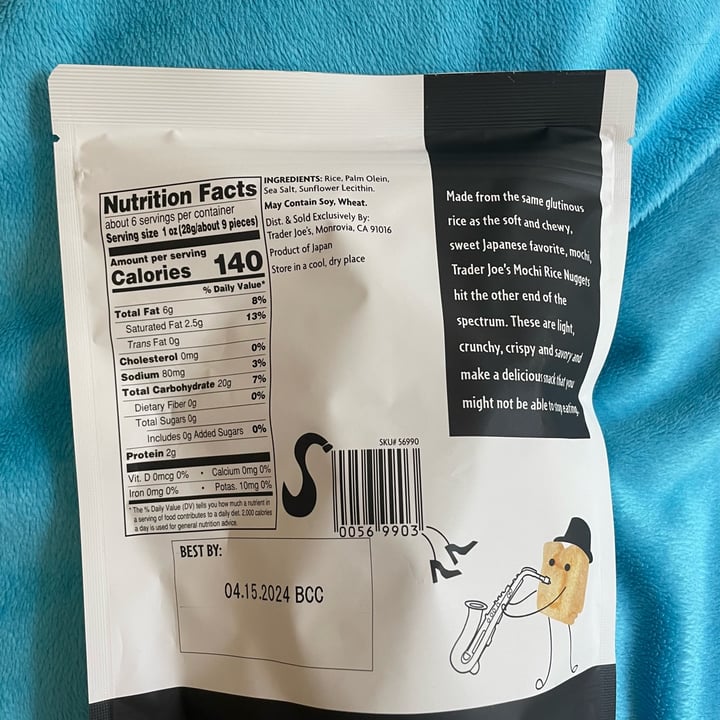 Nutrition Facts
about 6 servings per container
Serving size 1 oz (28g/about 9 pieces)
Amount per serving
Calories 140
% Daily Value*
Total Fat 6g 8%
Saturated Fat 2.5g 13%
Trans Fat 0g
Cholesterol 0mg 0%
Sodium 80mg 3%
Total Carbohydrate 20g 7%
Dietary Fiber 0g 0%
Total Sugars 0g
Includes 0g Added Sugars 0%
Protein 2g
Vit. D 0mcg 0% • Calcium 0mg 0%
Iron 0mg 0% • Potas. 10mg 0%
* The % Daily Value (DV) tells you how much a nutrient in
a serving of food contributes to a daily diet. 2,000 calories
a day is used for general nutrition advice.
INGREDIENTS: Rice, Palm Olein,
Sea Salt, Sunflower Lecithin.
May Contain Soy, Wheat.
Dist. & Sold Exclusively By:
Trader Joe's, Monrovia, CA 91016
Product of Japan
Store in a cool, dry place
Made from the same glutinous
rice as the soft and chewy,
sweet Japanese favorite, mochi,
Trader Joe's Mochi Rice Nuggets
hit the other end of the
spectrum. These are light,
crunchy, crispy and savory and
make a delicious snack that you
might not be able to stop eating.
SKU# 56990
0056 9903
BEST BY:
04.15.2024 BCC